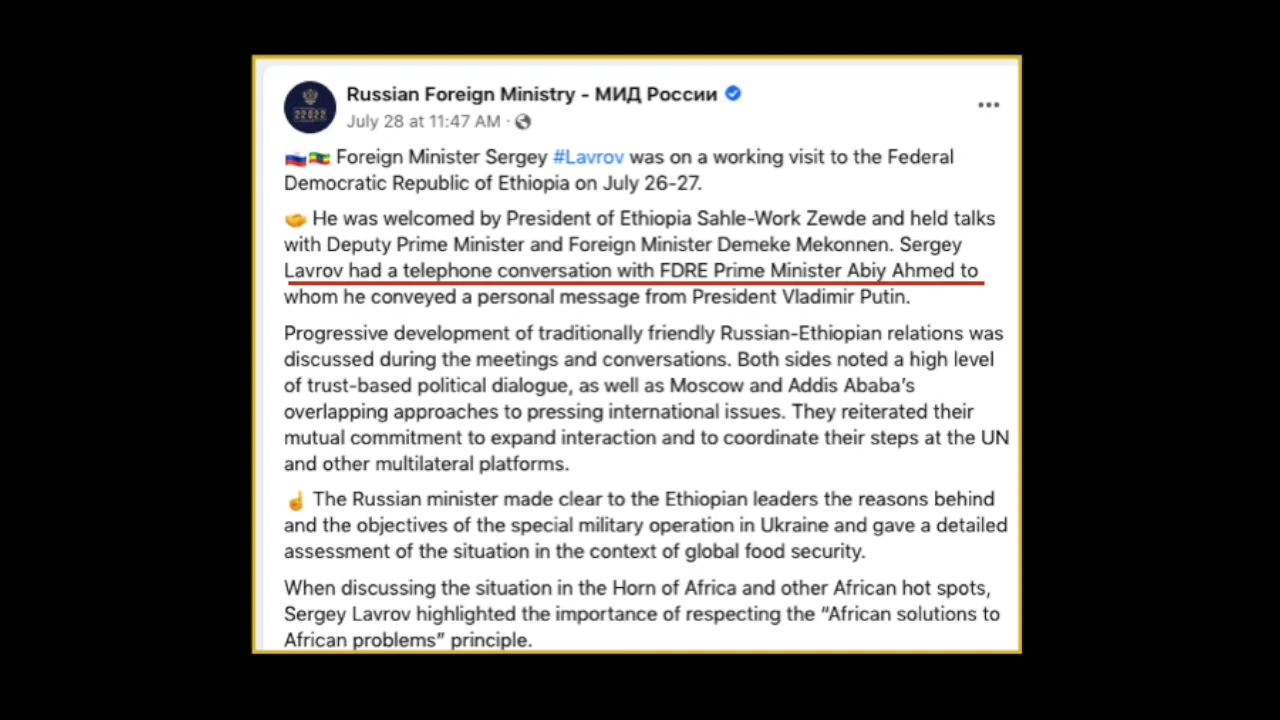 Russian Foreign Ministry - МИД России
July 28 at 11:47 AM ·
🇷🇺🇪🇹 Foreign Minister Sergey #Lavrov was on a working visit to the Federal
Democratic Republic of Ethiopia on July 26-27.
🤝 He was welcomed by President of Ethiopia Sahle-Work Zewde and held talks
with Deputy Prime Minister and Foreign Minister Demeke Mekonnen. Sergey
Lavrov had a telephone conversation with FDRE Prime Minister Abiy Ahmed to
whom he conveyed a personal message from President Vladimir Putin.
Progressive development of traditionally friendly Russian-Ethiopian relations was
discussed during the meetings and conversations. Both sides noted a high level
of trust-based political dialogue, as well as Moscow and Addis Ababa’s
overlapping approaches to pressing international issues. They reiterated their
mutual commitment to expand interaction and to coordinate their steps at the UN
and other multilateral platforms.
☝️ The Russian minister made clear to the Ethiopian leaders the reasons behind
and the objectives of the special military operation in Ukraine and gave a detailed
assessment of the situation in the context of global food security.
When discussing the situation in the Horn of Africa and other African hot spots,
Sergey Lavrov highlighted the importance of respecting the “African solutions to
African problems” principle.